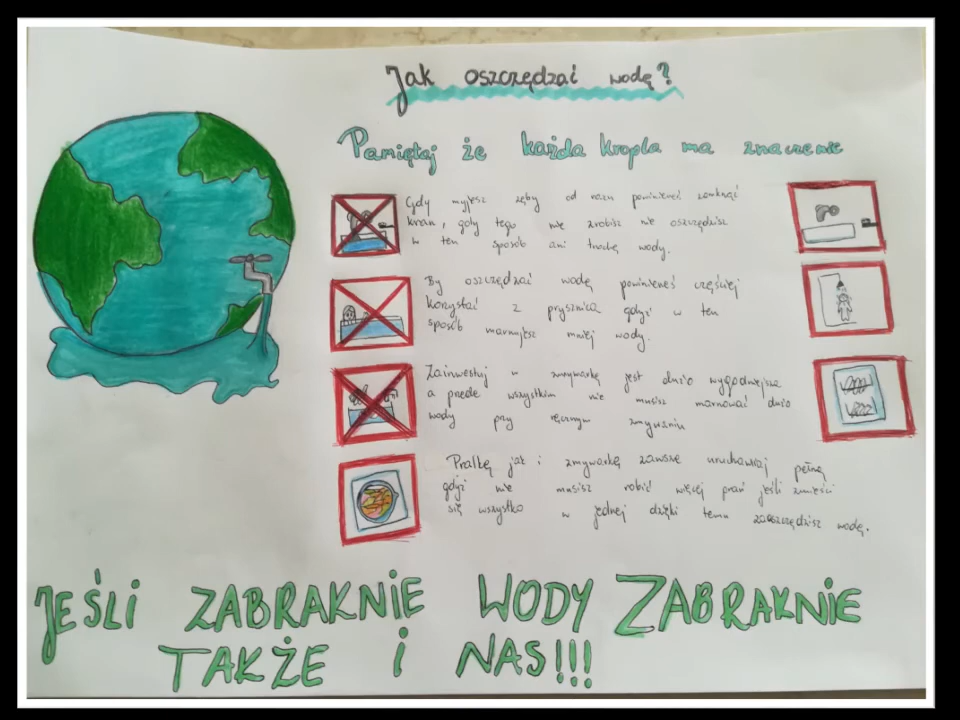 Jak oszczędzać wodę?
Pamiętaj że każda kropla ma znaczenie
Gdy myjesz zęby od razu powinieneś zamknąć
kran, gdy tego nie zrobisz nie oszczędzisz
w ten sposób ani trochę wody.
By oszczędzać wodę powinieneś częściej
korzystać z prysznica gdyż w ten
sposób marnujesz mniej wody.
Zainwestuj w zmywarkę jest dużo wygodniejsza
a przede wszystkim nie musisz marnować dużo
wody przy ręcznym zmywaniu
Pralkę jak i zmywarkę zawsze uruchamiaj pełną
gdyż nie musisz robić więcej prań jeśli zmieści
się wszystko w jednej dzięki temu zaoszczędzisz wodę.
JEŚLI ZABRAKNIE WODY ZABRAKNIE
TAKŻE i NAS!!!